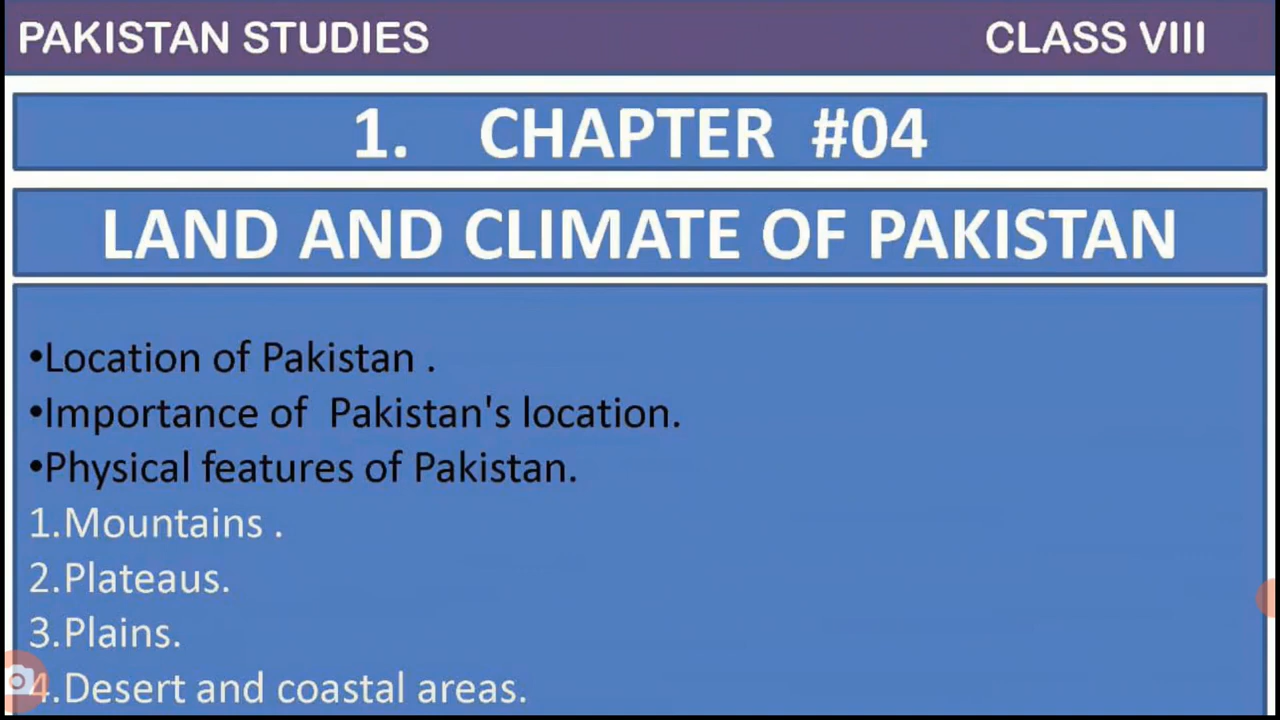 PAKISTAN STUDIES CLASS VIII
1. CHAPTER #04
LAND AND CLIMATE OF PAKISTAN
•Location of Pakistan .
•Importance of Pakistan's location.
•Physical features of Pakistan.
1.Mountains .
2.Plateaus.
3.Plains.
4.Desert and coastal areas.